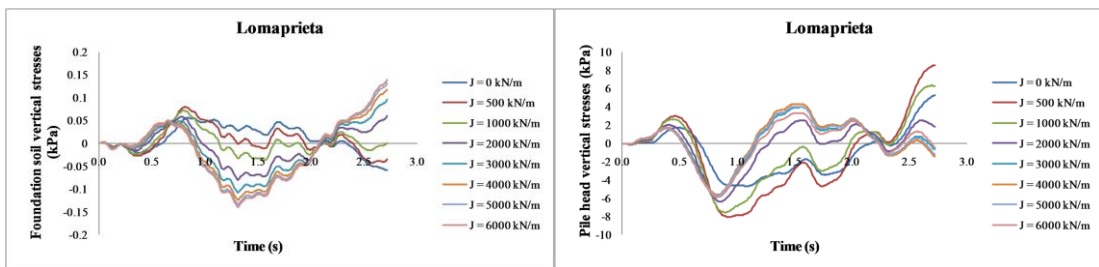 Lomaprieta
Foundation soil vertical stresses
(kPa)
0.2
0.15
0.1
0.05
0
-0.05
-0.1
-0.15
-0.2
0.0
0.5
1.0
1.5
2.0
2.5
3.0
Time (s)
J = 0 kN/m
J = 500 kN/m
J = 1000 kN/m
J = 2000 kN/m
J = 3000 kN/m
J = 4000 kN/m
J = 5000 kN/m
J = 6000 kN/m
Lomaprieta
Pile head vertical stresses (kPa)
10
8
6
4
2
0
-2
-4
-6
-8
-10
0.0
0.5
1.0
1.5
2.0
2.5
3.0
Time (s)
J = 0 kN/m
J = 500 kN/m
J = 1000 kN/m
J = 2000 kN/m
J = 3000 kN/m
J = 4000 kN/m
J = 5000 kN/m
J = 6000 kN/m